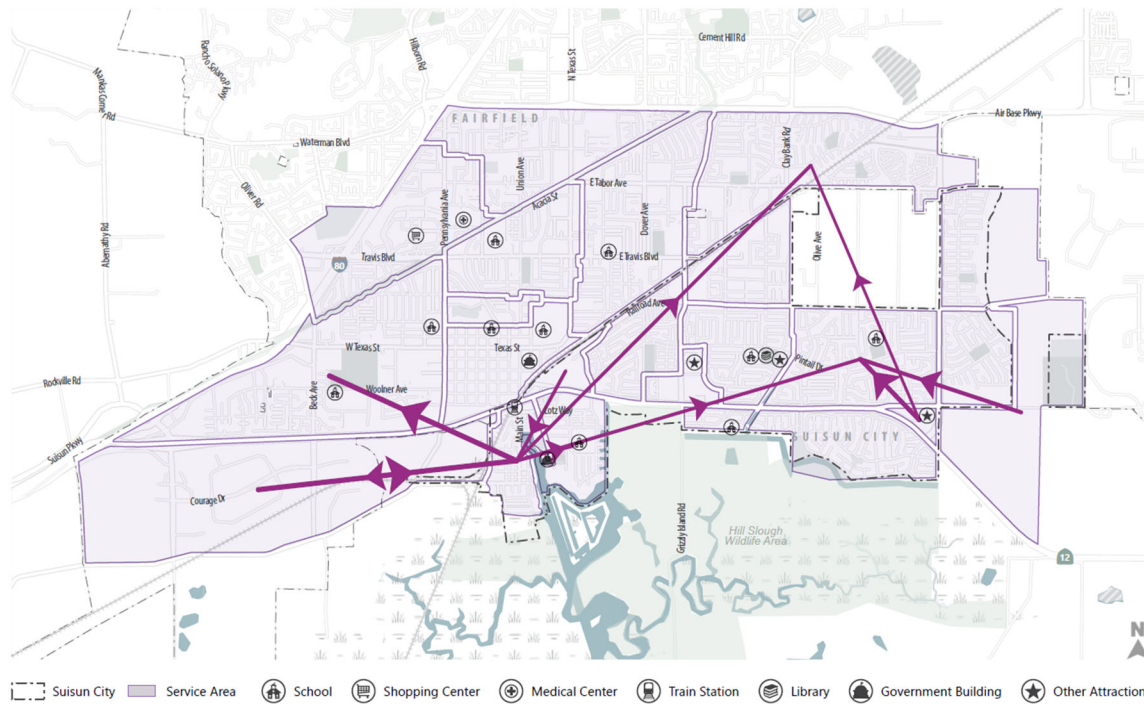 Cement Hill Rd
Rancho Solano Pkwy
Hilborn Rd
N Texas St
Mankas Corner Rd
Air Base Pkwy,
FAIRFIELD
Waterman Blvd
Clay Bank Rd
Union Ave
E Tabor Ave
Oliver Rd
Pennsylvania Ave
Acacia St
Dover Ave
Abernathy Rd
Olive Ave
Travis Blvd
E Travis Blvd
80
Railroad Ave
W Texas St
Texas St
Pintail Dr
Rockville Rd
Beck Ave
Woolner Ave
Main St
Lotz Way
Suisun Pkwy
SUISUN CITY
Courage Dr
Grizzly Island Rd
Hill Slough
Wildlife Area
12
N
Suisun City Service Area School Shopping Center Medical Center Train Station Library Government Building Other Attraction